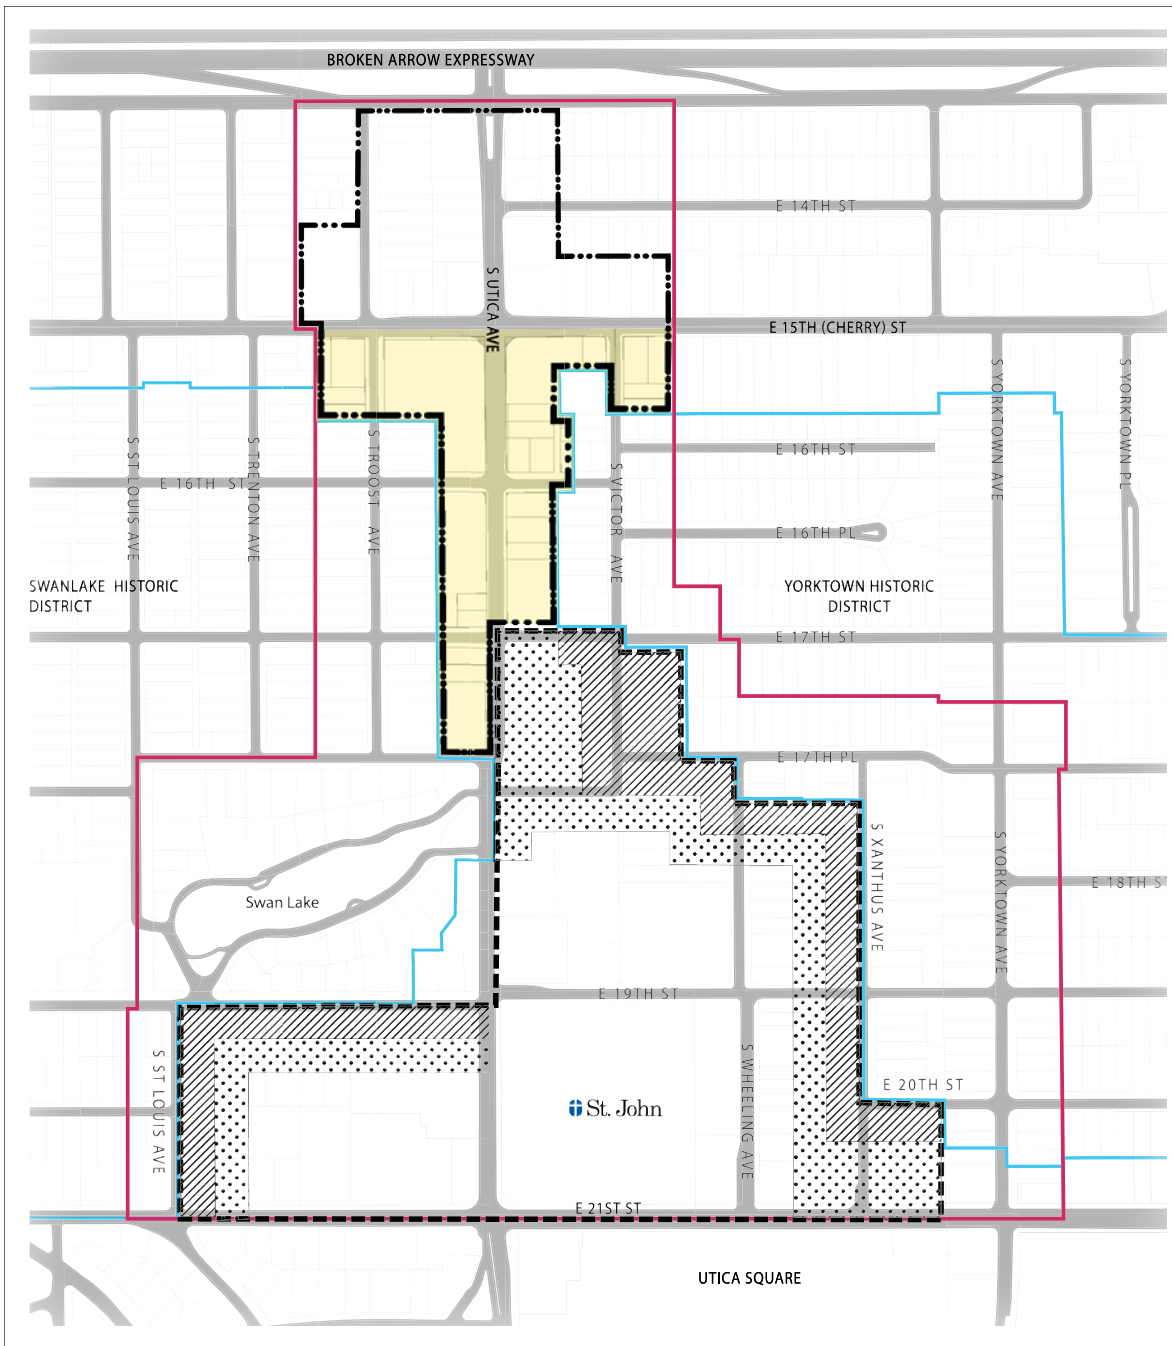 BROKEN ARROW EXPRESSWAY
E 14TH ST
S UTICA AVE
E 15TH (CHERRY) ST
S YORKTOWN AVE
S YORKTOWN PL
S ST LOUIS AVE
S TRENTON AVE
S TROOST AVE
E 16TH ST
E 16TH ST
S VICTOR AVE
E 16TH PL
SWANLAKE HISTORIC
DISTRICT
YORKTOWN HISTORIC
DISTRICT
E 17TH ST
E 17TH PL
S XANTHUS AVE
S YORKTOWN AVE
E 18TH S
Swan Lake
E 19TH ST
S ST LOUIS AVE
S WHEELING AVE
E 20TH ST
St. John
E 21ST ST
UTICA SQUARE